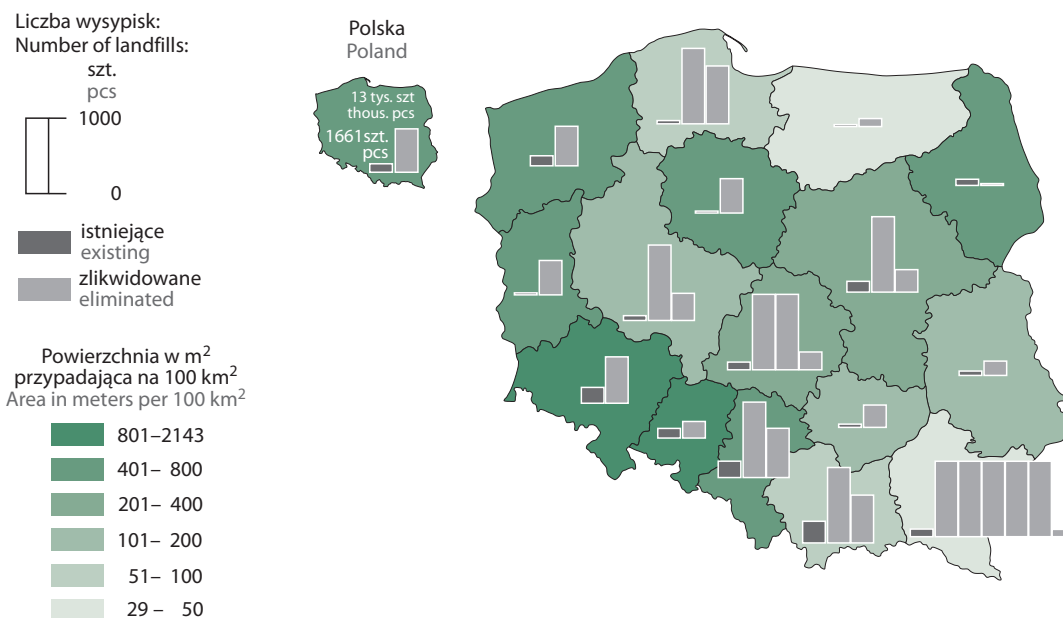 Liczba wysypisk:
Number of landfills:
szt.
pcs
1000
0
istniejące
existing
zlikwidowane
eliminated
Powierzchnia w m²
przypadająca na 100 km²
Area in meters per 100 km²
801–2143
401– 800
201– 400
101– 200
51– 100
29 – 50
Polska
Poland
13 tys. szt
thous. pcs
1661szt.
pcs